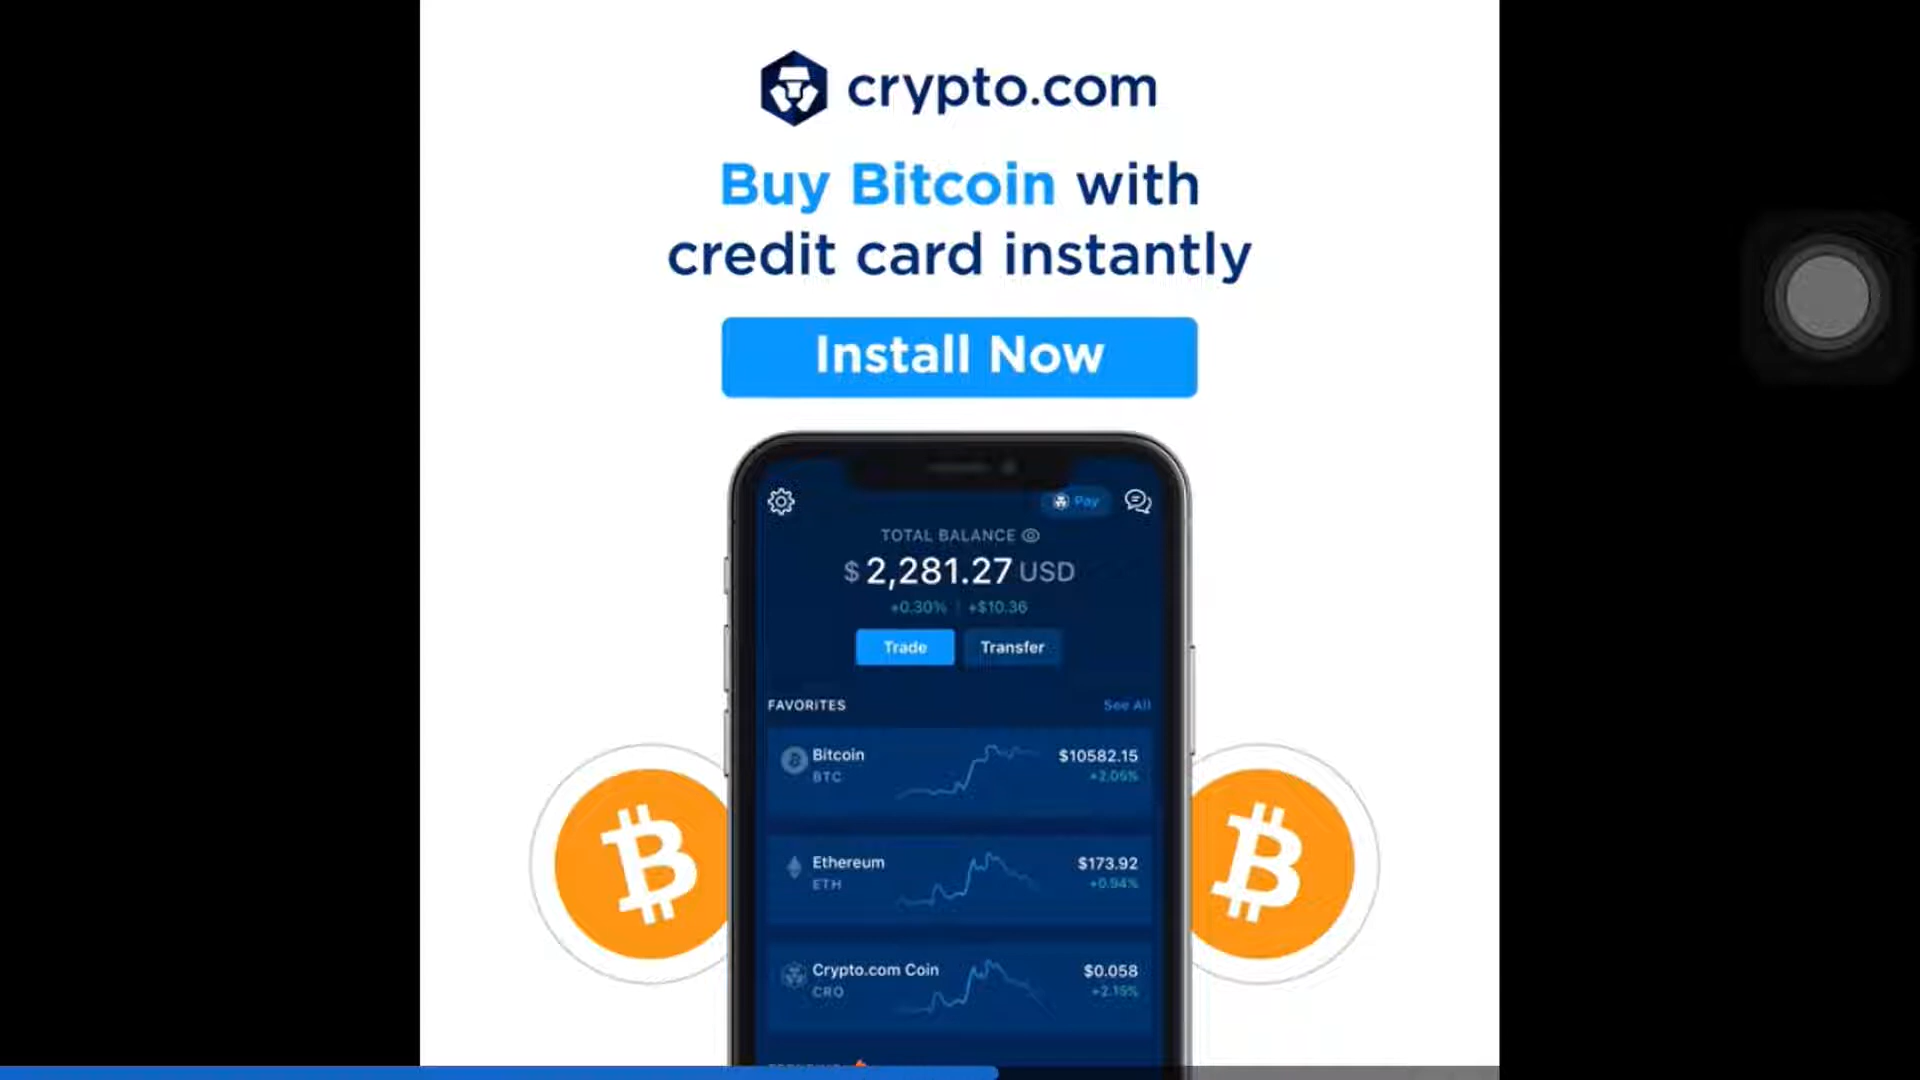 crypto.com
Buy Bitcoin with
credit card instantly
Install Now
Pay
TOTAL BALANCE
$ 2,281.27 USD
+0.30% | +$10.36
Trade Transfer
FAVORITES See All
Bitcoin $10582.15
BTC +2.05%
Ethereum $173.92
ETH +0.94%
Crypto.com Coin $0.058
CRO +2.15%